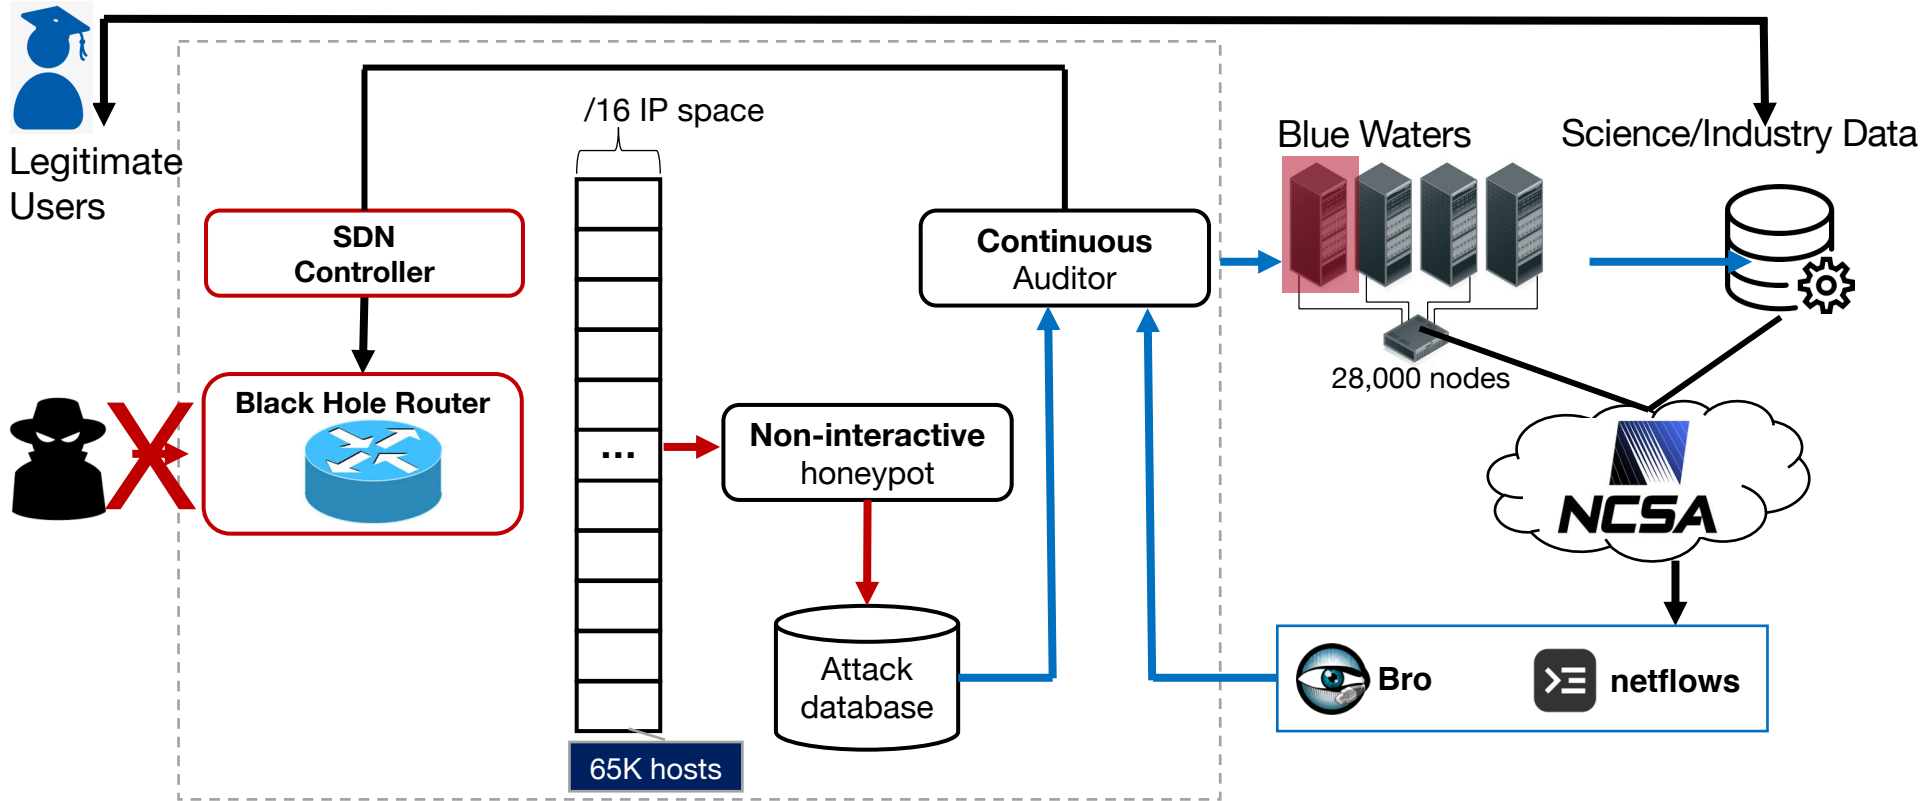 Legitimate
Users
/16 IP space
SDN
Controller
Black Hole Router
...
65K hosts
Non-interactive
honeypot
Attack
database
Continuous
Auditor
Blue Waters
28,000 nodes
Science/Industry Data
NCSA
Bro
netflows